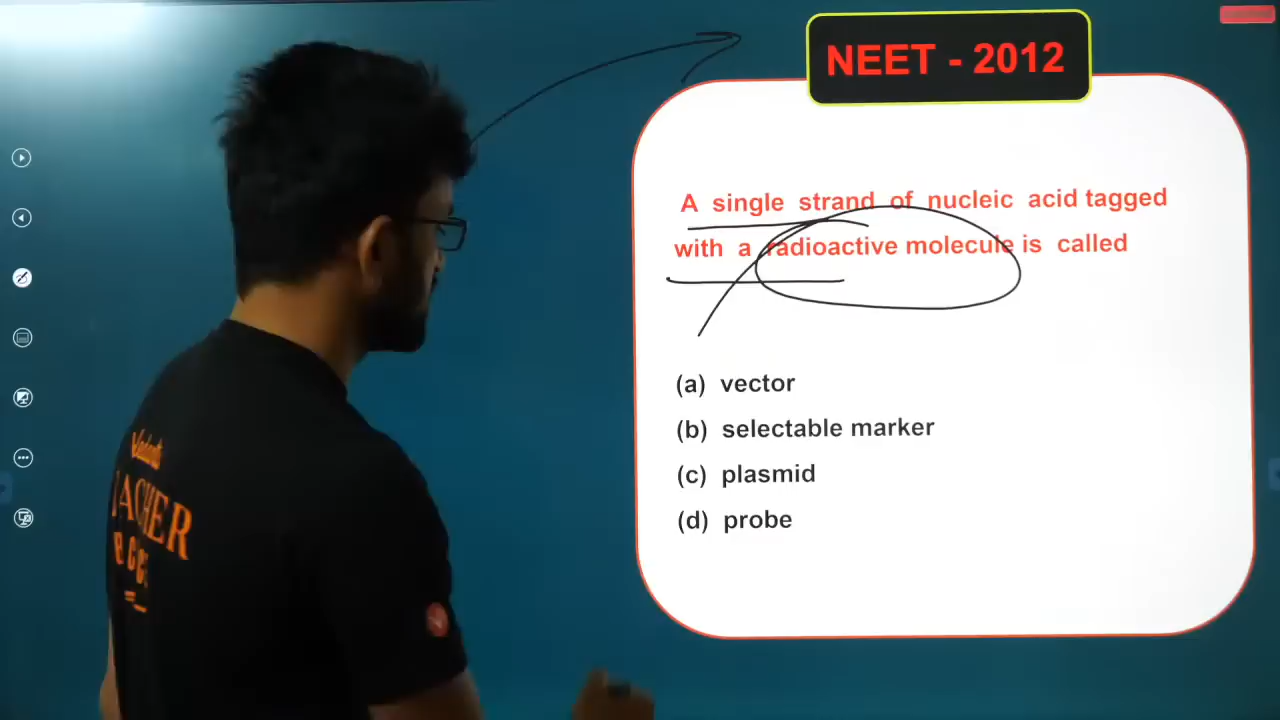 NEET - 2012
A single strand of nucleic acid tagged
with a radioactive molecule is called
(a) vector
(b) selectable marker
(c) plasmid
(d) probe